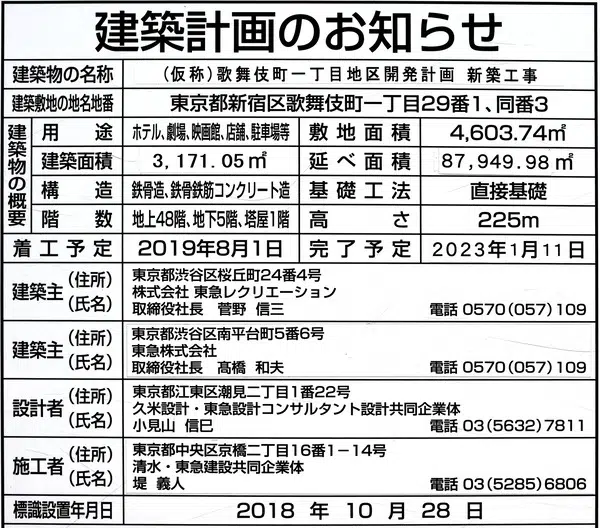 建築計画のお知らせ
建築物の名称 (仮称)歌舞伎町一丁目地区開発計画 新築工事
建築敷地の地名地番 東京都新宿区歌舞伎町一丁目29番1、同番3
建築物の概要
用途 ホテル、劇場、映画館、店舗、駐車場等 敷地面積 4,603.74㎡
建築面積 3,171.05㎡ 延べ面積 87,949.98㎡
構造 鉄骨造、鉄骨鉄筋コンクリート造 基礎工法 直接基礎
階数 地上48階、地下5階、塔屋1階 高さ 225m
着工予定 2019年8月1日 完了予定 2023年1月11日
建築主 (住所) 東京都渋谷区桜丘町24番4号
株式会社 東急レクリエーション
(氏名) 取締役社長 菅野 信三 電話 0570(057)109
建築主 (住所) 東京都渋谷区南平台町5番6号
東急株式会社
(氏名) 取締役社長 髙橋 和夫 電話 0570(057)109
設計者 (住所) 東京都江東区潮見二丁目1番22号
久米設計・東急設計コンサルタント設計共同企業体
(氏名) 小見山 信巳 電話 03(5632)7811
施工者 (住所) 東京都中央区京橋二丁目16番1-14号
清水・東急建設共同企業体
(氏名) 堤 義人 電話 03(5285)6806
標識設置年月日 2018 年 10 月 28 日